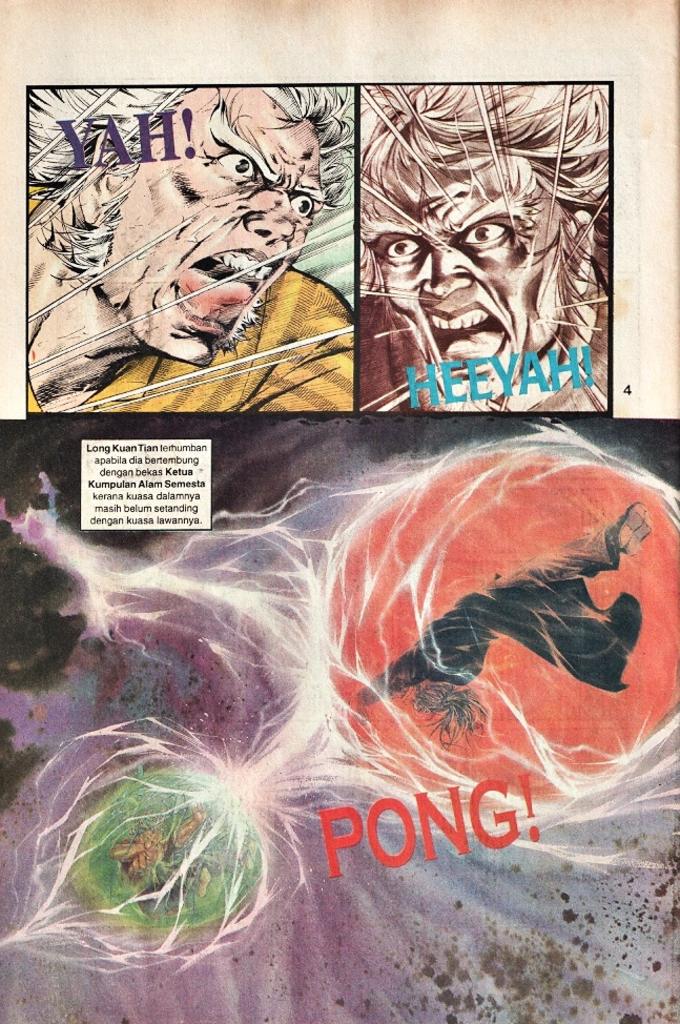 YAH!
HEEYAH!
4
Long Kuan Tian terhumban
apabila dia bertembung
dengan bekas Ketua
Kumpulan Alam Semesta
kerana kuasa dalamnya
masih belum setanding
dengan kuasa lawannya.
PONG!